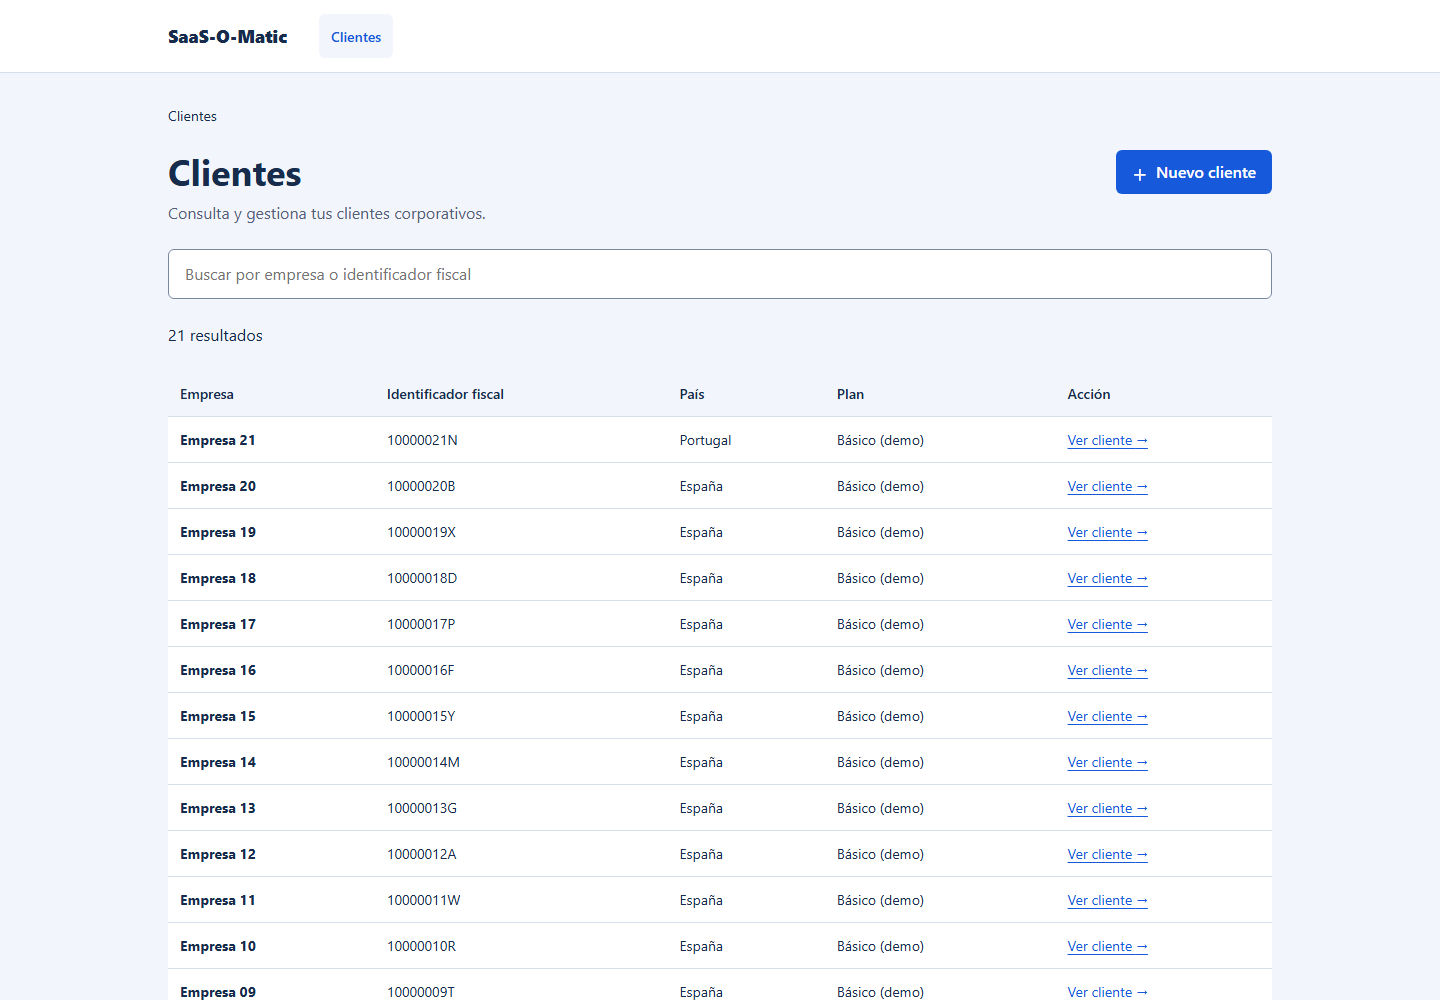 SaaS-O-Matic Clientes
Clientes
Clientes
+ Nuevo cliente
Consulta y gestiona tus clientes corporativos.
Buscar por empresa o identificador fiscal
21 resultados
Empresa Identificador fiscal País Plan Acción
Empresa 21 10000021N Portugal Básico (demo) Ver cliente →
Empresa 20 10000020B España Básico (demo) Ver cliente →
Empresa 19 10000019X España Básico (demo) Ver cliente →
Empresa 18 10000018D España Básico (demo) Ver cliente →
Empresa 17 10000017P España Básico (demo) Ver cliente →
Empresa 16 10000016F España Básico (demo) Ver cliente →
Empresa 15 10000015Y España Básico (demo) Ver cliente →
Empresa 14 10000014M España Básico (demo) Ver cliente →
Empresa 13 10000013G España Básico (demo) Ver cliente →
Empresa 12 10000012A España Básico (demo) Ver cliente →
Empresa 11 10000011W España Básico (demo) Ver cliente →
Empresa 10 10000010R España Básico (demo) Ver cliente →
Empresa 09 10000009T España Básico (demo) Ver cliente →